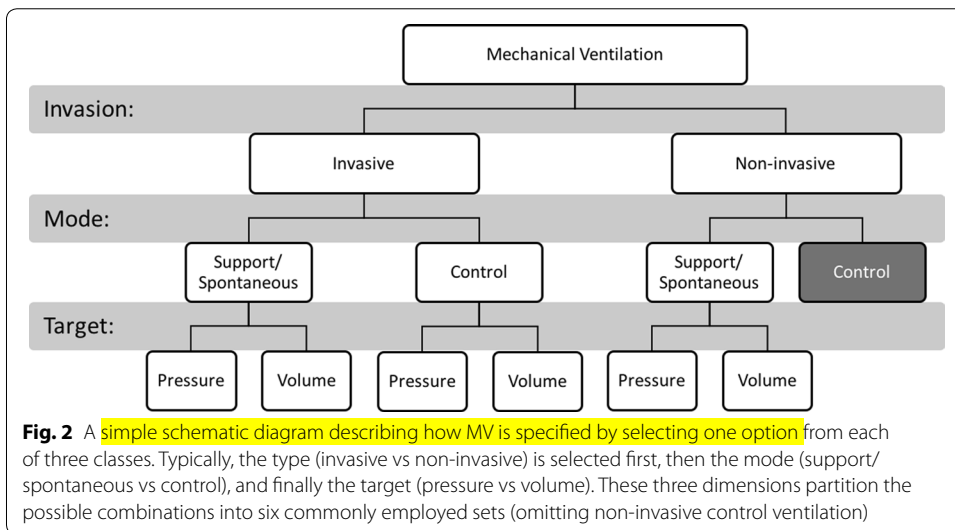 Mechanical Ventilation
Invasion:
Invasive
Non-invasive
Mode:
Support/
Spontaneous
Control
Support/
Spontaneous
Control
Target:
Pressure
Volume
Pressure
Volume
Pressure
Volume
Fig. 2 A simple schematic diagram describing how MV is specified by selecting one option from each
of three classes. Typically, the type (invasive vs non-invasive) is selected first, then the mode (support/
spontaneous vs control), and finally the target (pressure vs volume). These three dimensions partition the
possible combinations into six commonly employed sets (omitting non-invasive control ventilation)